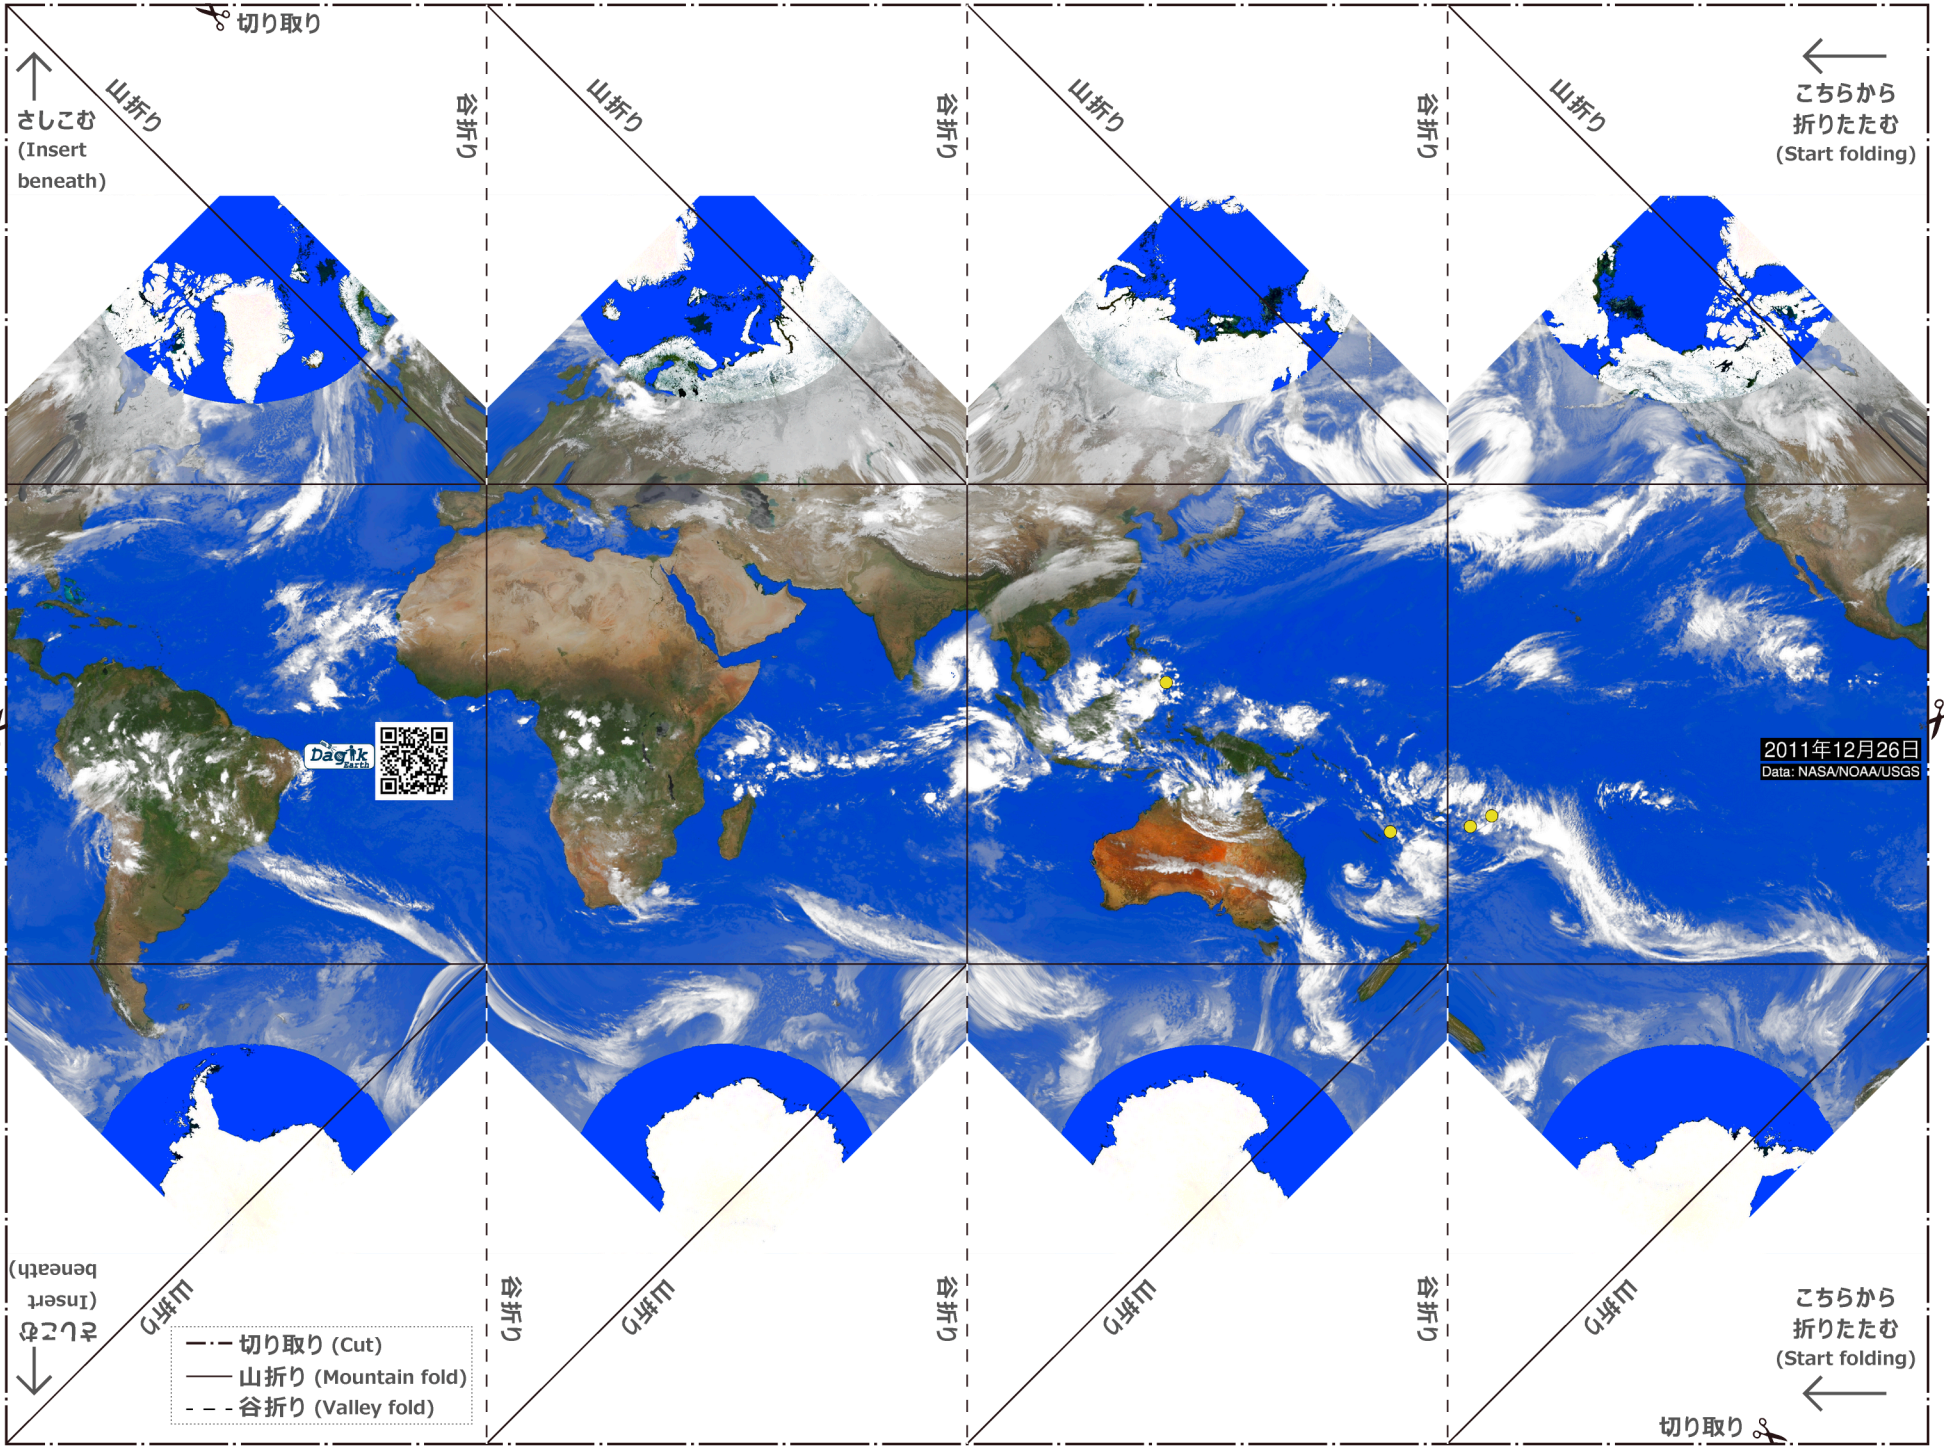 切り取り
山折り
谷折り
山折り
谷折り
山折り
谷折り
山折り
さしこむ
(Insert
beneath)
こちらから
折りたたむ
(Start folding)
Dagik
Earth
2011年12月26日
Data: NASA/NOAA/USGS
さしこむ
(Insert
beneath)
山折り
谷折り
山折り
谷折り
山折り
谷折り
山折り
こちらから
折りたたむ
(Start folding)
切り取り (Cut)
山折り (Mountain fold)
谷折り (Valley fold)
切り取り